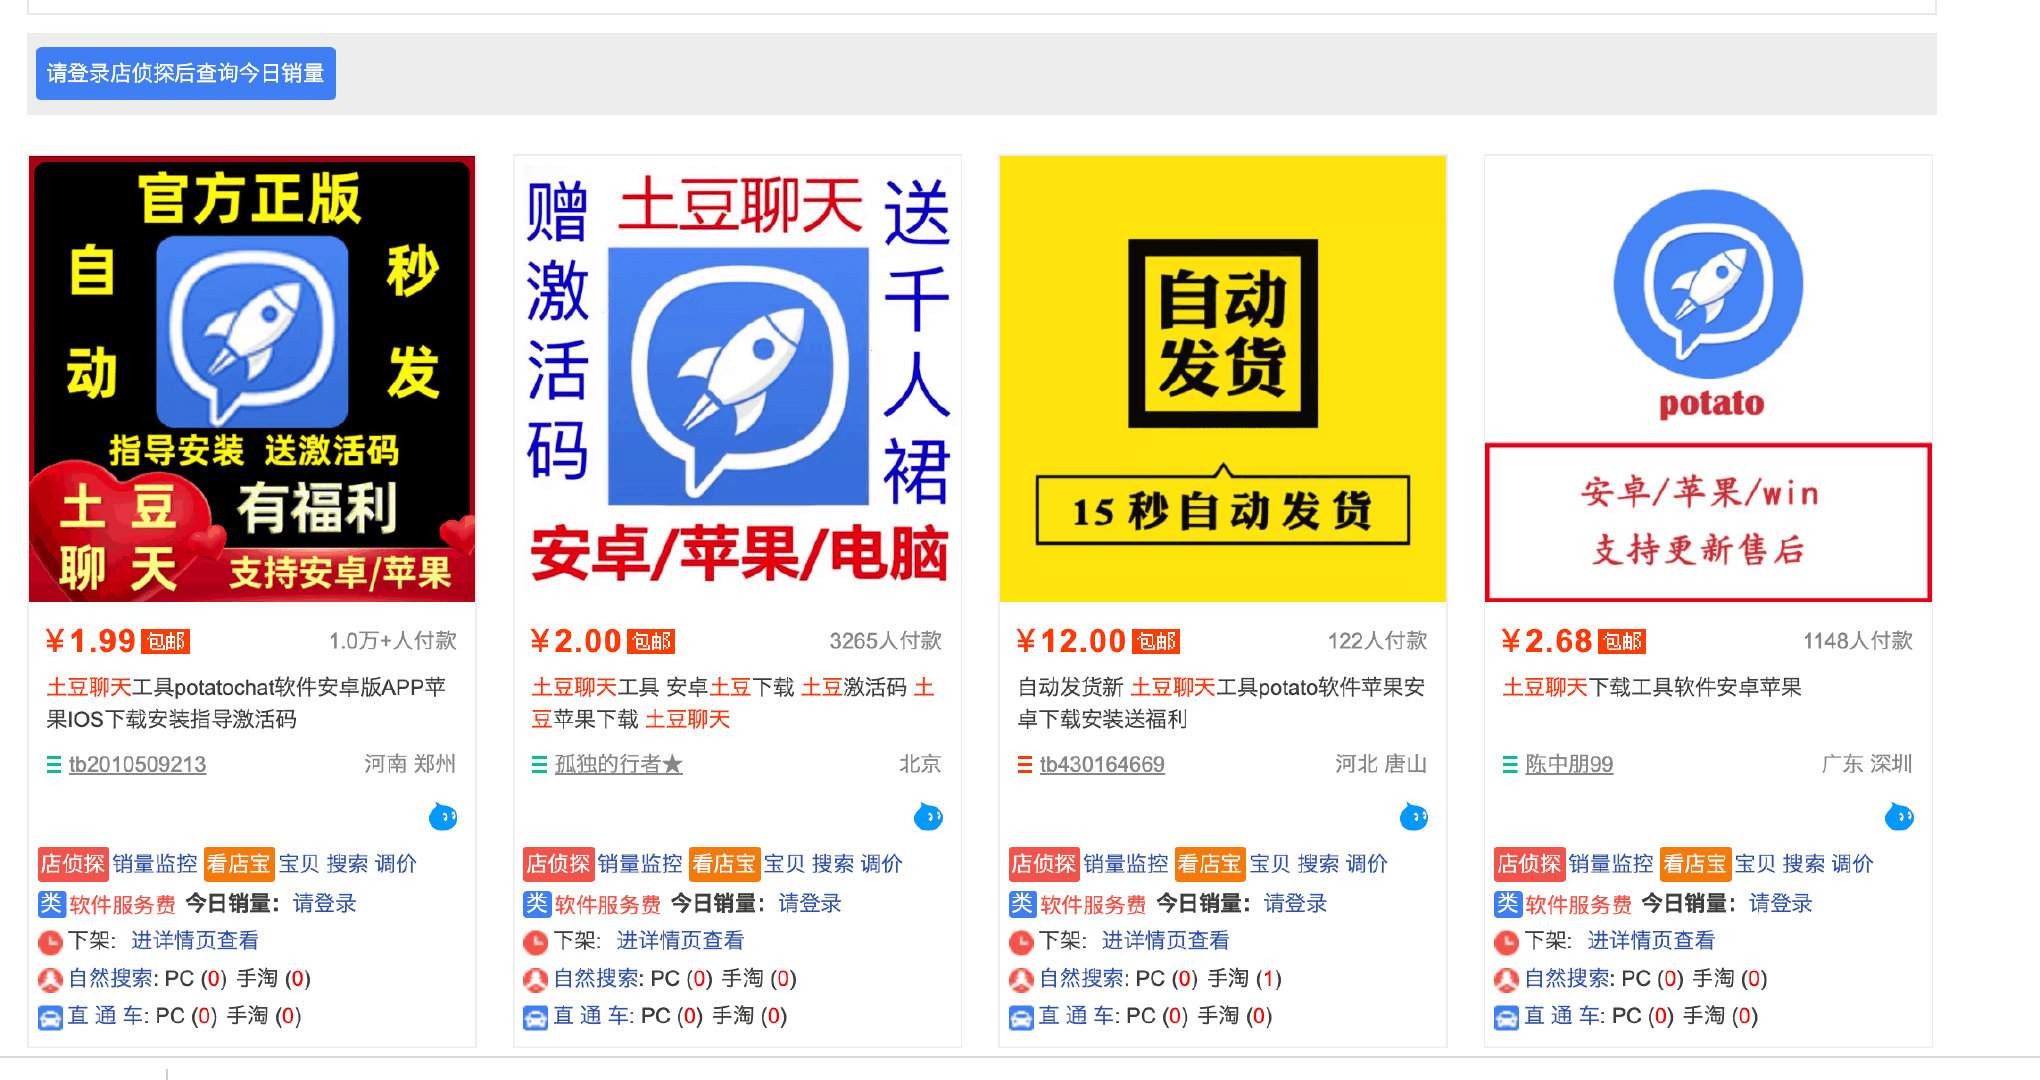 请登录店侦探后查询今日销量
官方正版
自动
秒发
指导安装 送激活码
土豆聊天
有福利
支持安卓/苹果
¥1.99 包邮 1.0万+人付款
土豆聊天工具potatochat软件安卓版APP苹
果IOS下载安装指导激活码
tb2010509213 河南 郑州
店侦探 销量监控 看店宝 宝贝 搜索 调价
类 软件服务费 今日销量: 请登录
下架: 进详情页查看
自然搜索: PC (0) 手淘 (0)
直 通 车: PC (0) 手淘 (0)
赠激活码
土豆聊天
送千人裙
安卓/苹果/电脑
¥2.00 包邮 3265人付款
土豆聊天工具 安卓土豆下载 土豆激活码 土
豆苹果下载 土豆聊天
孤独的行者★ 北京
店侦探 销量监控 看店宝 宝贝 搜索 调价
类 软件服务费 今日销量: 请登录
下架: 进详情页查看
自然搜索: PC (0) 手淘 (0)
直 通 车: PC (0) 手淘 (0)
自动
发货
15秒自动发货
¥12.00 包邮 122人付款
自动发货新 土豆聊天工具potato软件苹果安
卓下载安装送福利
tb430164669 河北 唐山
店侦探 销量监控 看店宝 宝贝 搜索 调价
类 软件服务费 今日销量: 请登录
下架: 进详情页查看
自然搜索: PC (0) 手淘 (1)
直 通 车: PC (0) 手淘 (0)
potato
安卓/苹果/win
支持更新售后
¥2.68 包邮 1148人付款
土豆聊天下载工具软件安卓苹果
陈中朋99 广东 深圳
店侦探 销量监控 看店宝 宝贝 搜索 调价
类 软件服务费 今日销量: 请登录
下架: 进详情页查看
自然搜索: PC (0) 手淘 (0)
直 通 车: PC (0) 手淘 (0)